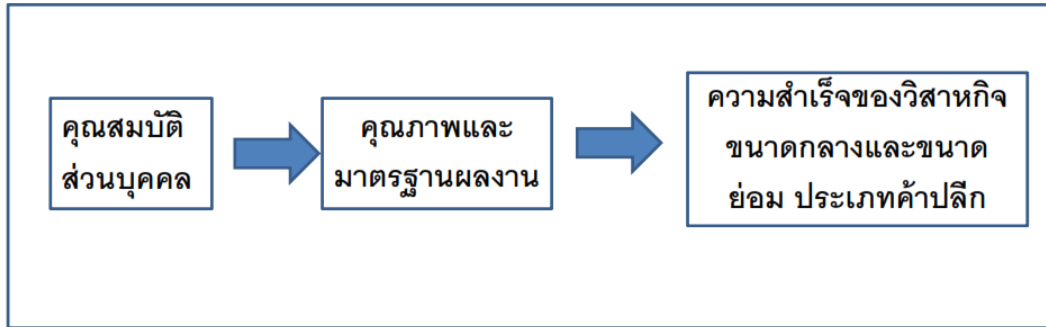 คุณสมบัติ
ส่วนบุคคล
คุณภาพและ
มาตรฐานผลงาน
ความสำเร็จของวิสาหกิจ
ขนาดกลางและขนาด
ย่อม ประเภทค้าปลีก